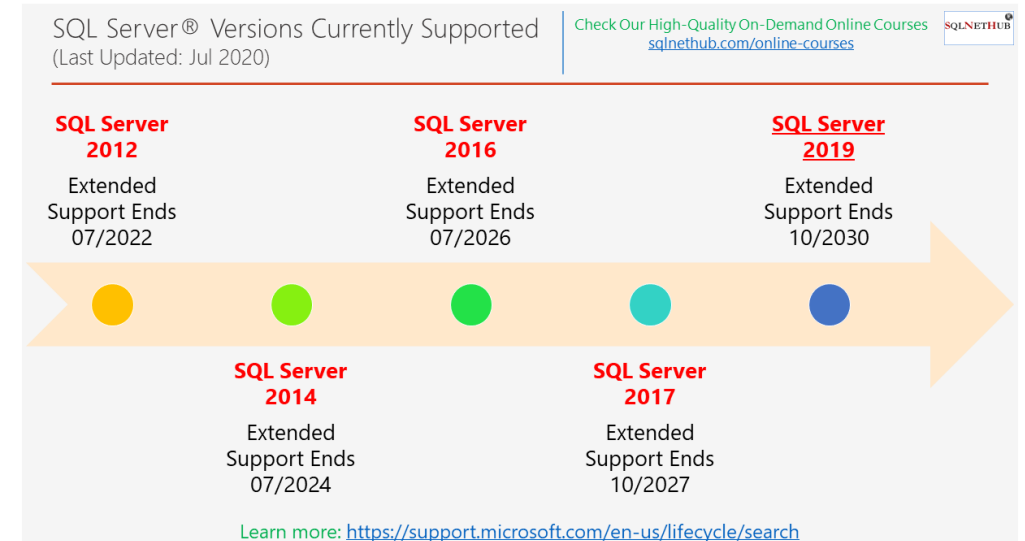 SQL Server® Versions Currently Supported
(Last Updated: Jul 2020)
Check Our High-Quality On-Demand Online Courses
sqlnethub.com/online-courses
SQLNETHUB
SQL Server
2012
Extended
Support Ends
07/2022
SQL Server
2016
Extended
Support Ends
07/2026
SQL Server
2019
Extended
Support Ends
10/2030
SQL Server
2014
Extended
Support Ends
07/2024
SQL Server
2017
Extended
Support Ends
10/2027
Learn more: https://support.microsoft.com/en-us/lifecycle/search